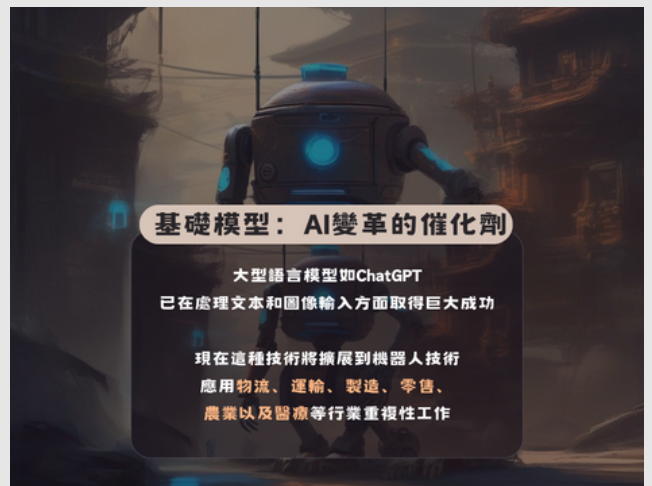 基礎模型：AI變革的催化劑
大型語言模型如ChatGPT
已在處理文本和圖像輸入方面取得巨大成功
現在這種技術將擴展到機器人技術
應用物流、運輸、製造、零售、
農業以及醫療等行業重複性工作